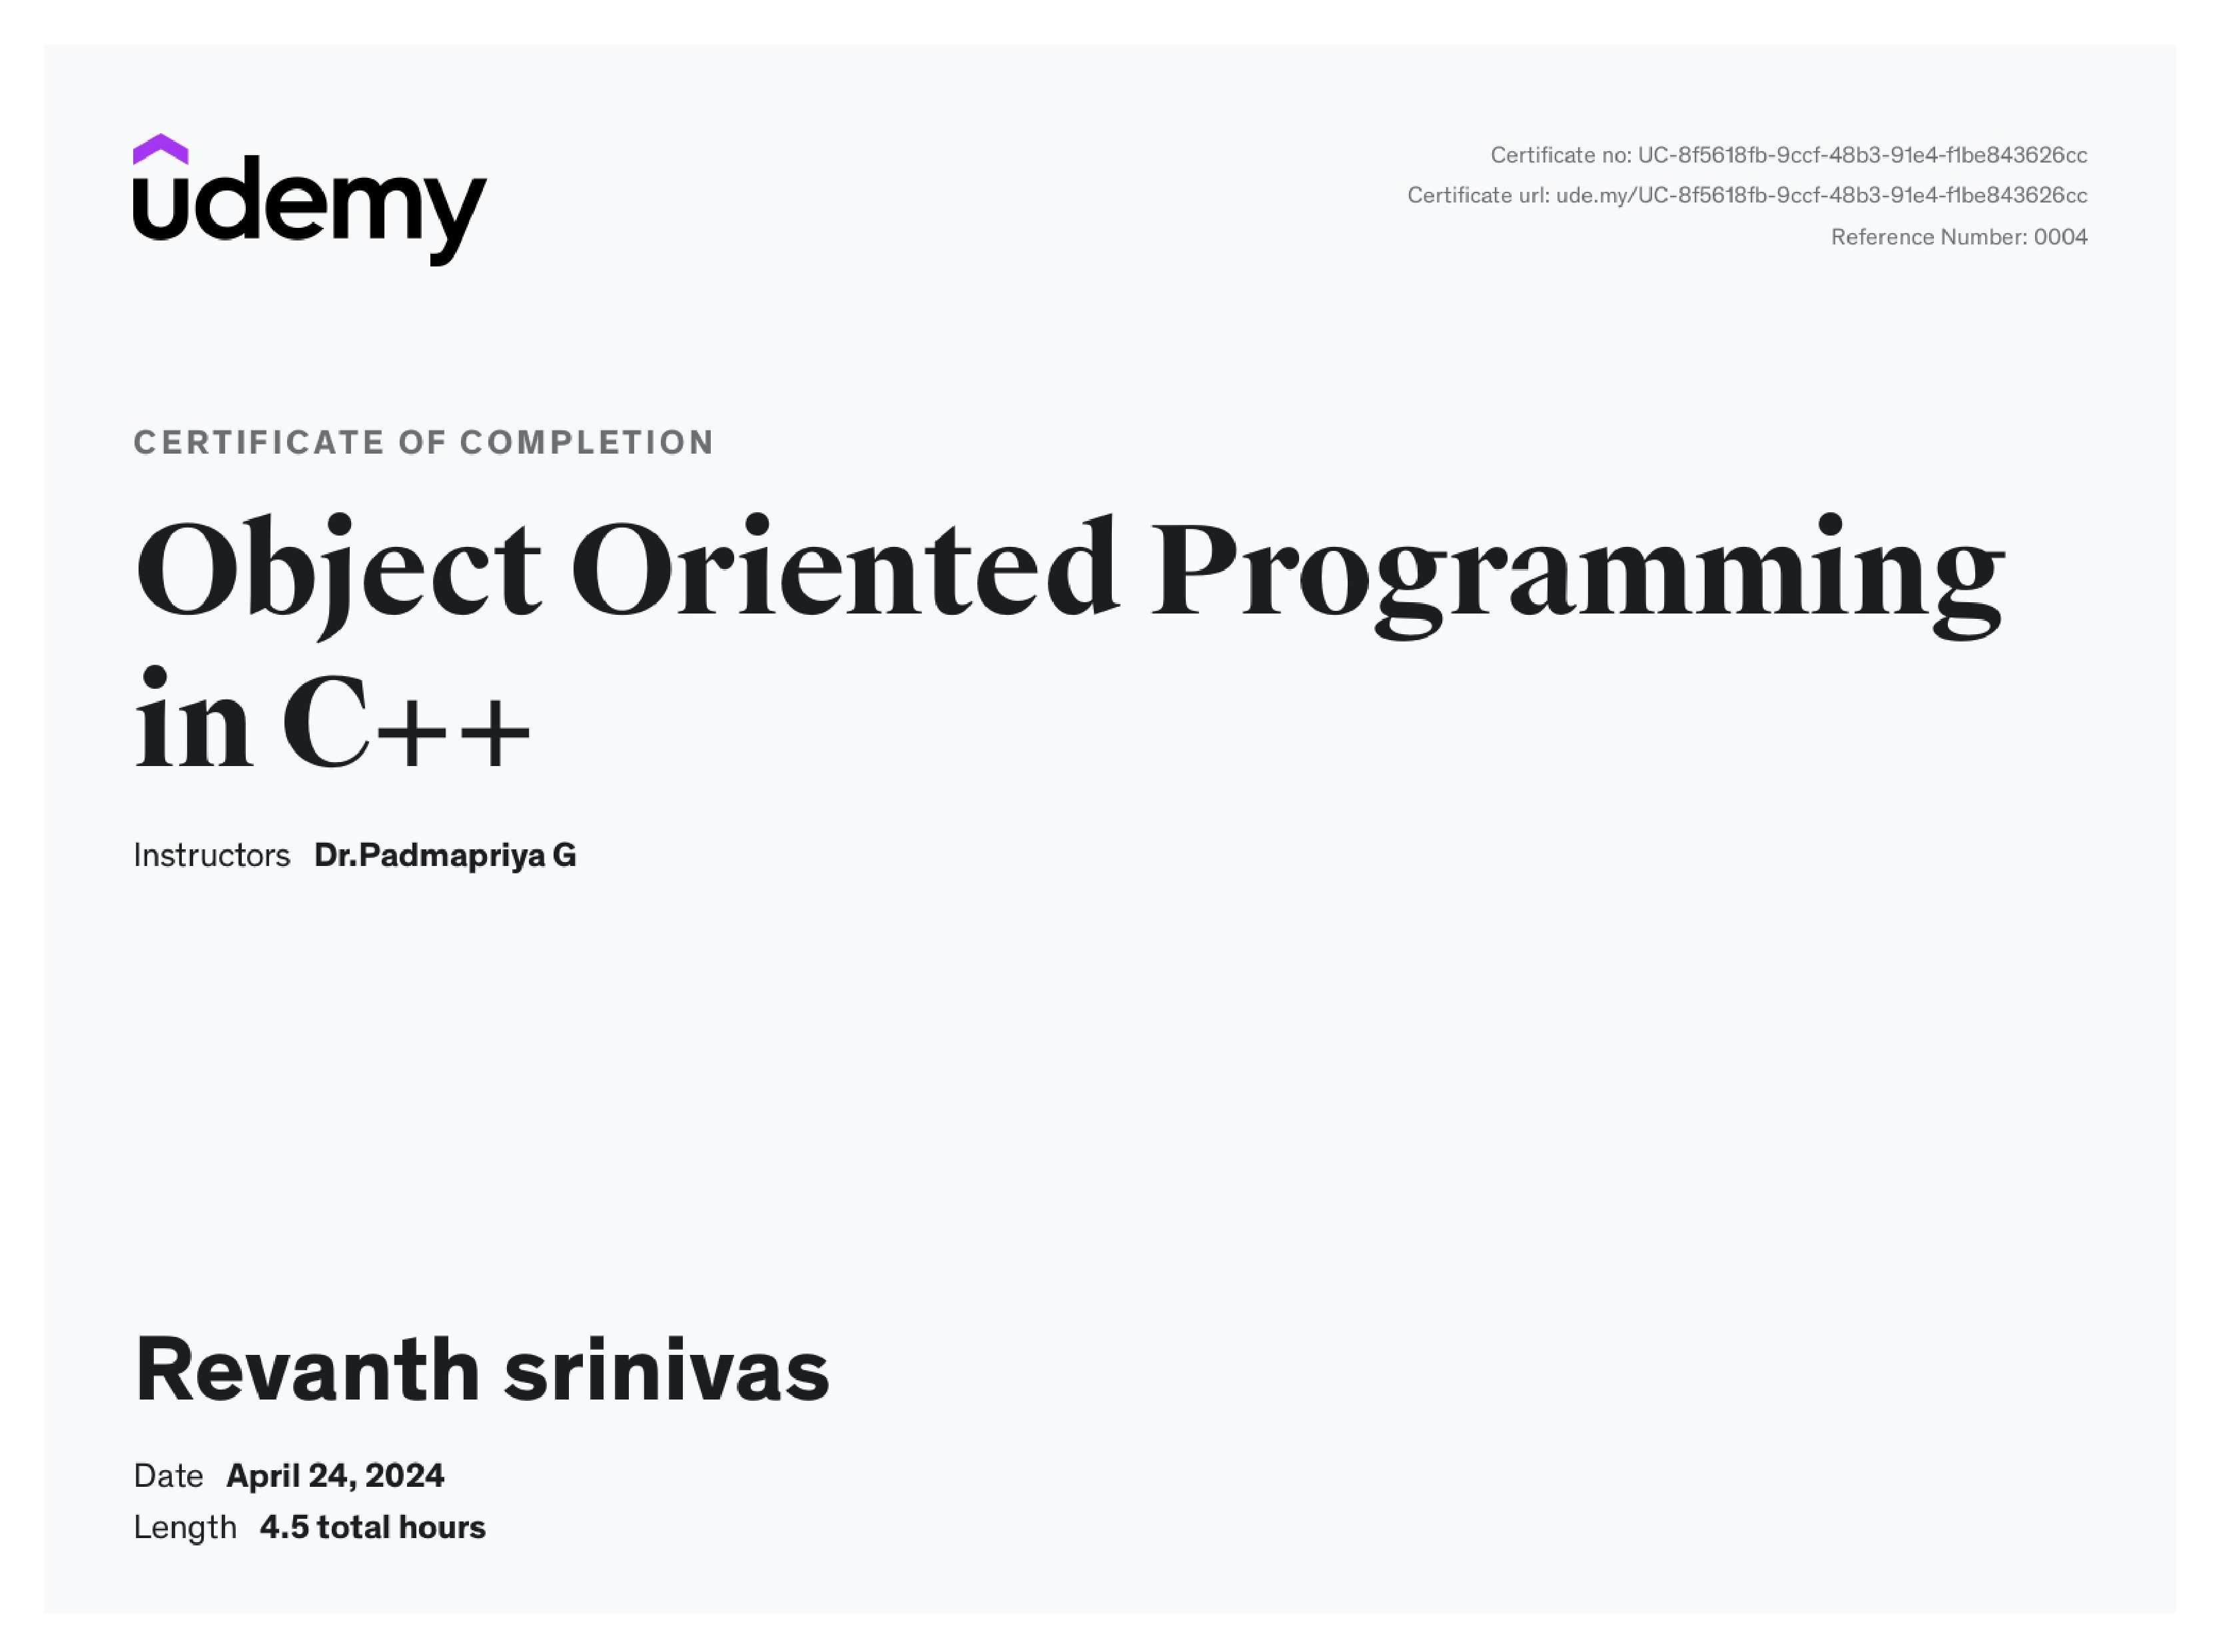 udemy
Certificate no: UC-8f5618fb-9ccf-48b3-91e4-f1be843626cc
Certificate url: ude.my/UC-8f5618fb-9ccf-48b3-91e4-f1be843626cc
Reference Number: 0004
CERTIFICATE OF COMPLETION
Object Oriented Programming
in C++
Instructors Dr.Padmapriya G
Revanth srinivas
Date April 24, 2024
Length 4.5 total hours